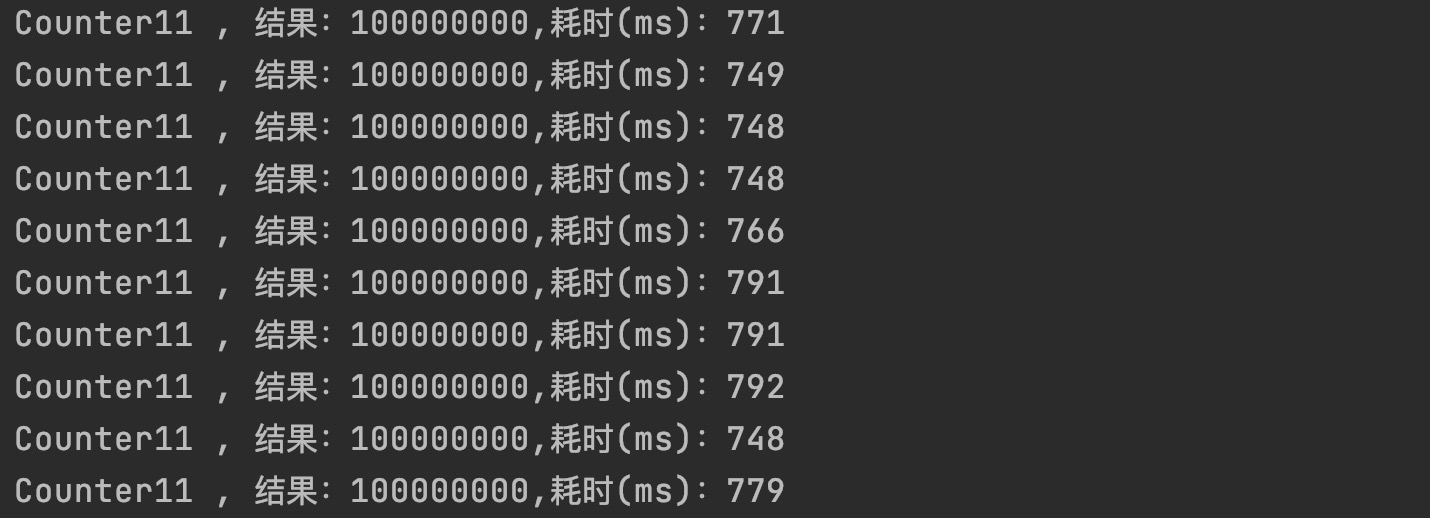 Counter11 , 结果：100000000,耗时(ms)：771
Counter11 , 结果：100000000,耗时(ms)：749
Counter11 , 结果：100000000,耗时(ms)：748
Counter11 , 结果：100000000,耗时(ms)：748
Counter11 , 结果：100000000,耗时(ms)：766
Counter11 , 结果：100000000,耗时(ms)：791
Counter11 , 结果：100000000,耗时(ms)：791
Counter11 , 结果：100000000,耗时(ms)：792
Counter11 , 结果：100000000,耗时(ms)：748
Counter11 , 结果：100000000,耗时(ms)：779